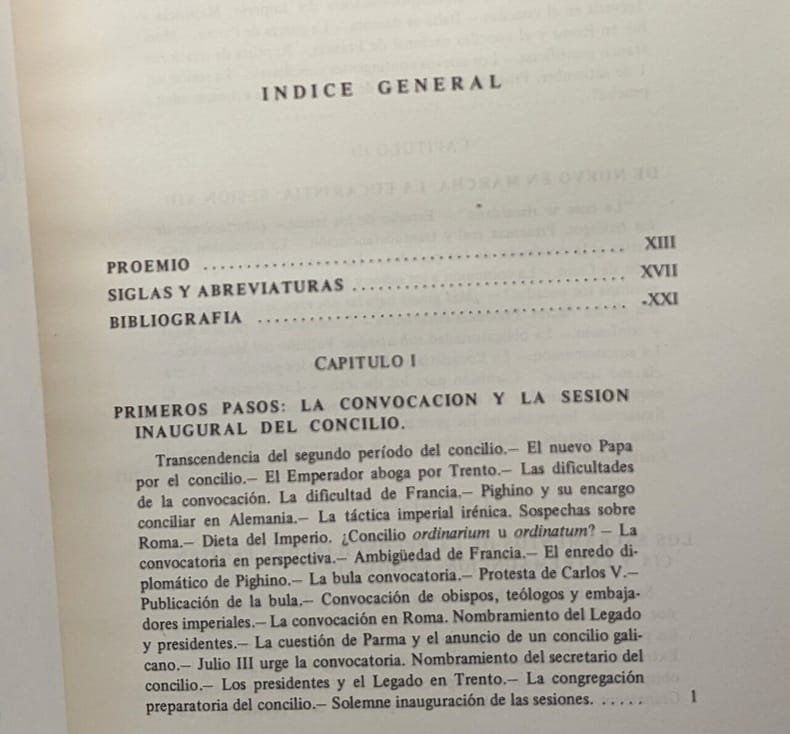 INDICE GENERAL
PROEMIO ........................................ XIII
SIGLAS Y ABREVIATURAS ........................... XVII
BIBLIOGRAFIA .................................... XXI
CAPITULO I
PRIMEROS PASOS: LA CONVOCACION Y LA SESION
INAUGURAL DEL CONCILIO.
Transcendencia del segundo período del concilio.— El nuevo Papa
por el concilio.— El Emperador aboga por Trento.— Las dificultades
de la convocación. La dificultad de Francia.— Pighino y su encargo
conciliar en Alemania.— La táctica imperial irénica. Sospechas sobre
Roma.— Dieta del Imperio. ¿Concilio ordinarium u ordinatum? — La
convocatoria en perspectiva.— Ambigüedad de Francia.— El enredo di-
plomático de Pighino.— La bula convocatoria.— Protesta de Carlos V.—
Publicación de la bula.— Convocación de obispos, teólogos y embaja-
dores imperiales.— La convocación en Roma. Nombramiento del Legado
y presidentes.— La cuestión de Parma y el anuncio de un concilio gali-
cano.— Julio III urge la convocatoria. Nombramiento del secretario del
concilio.— Los presidentes y el Legado en Trento.— La congregación
preparatoria del concilio.— Solemne inauguración de las sesiones. ..... 1